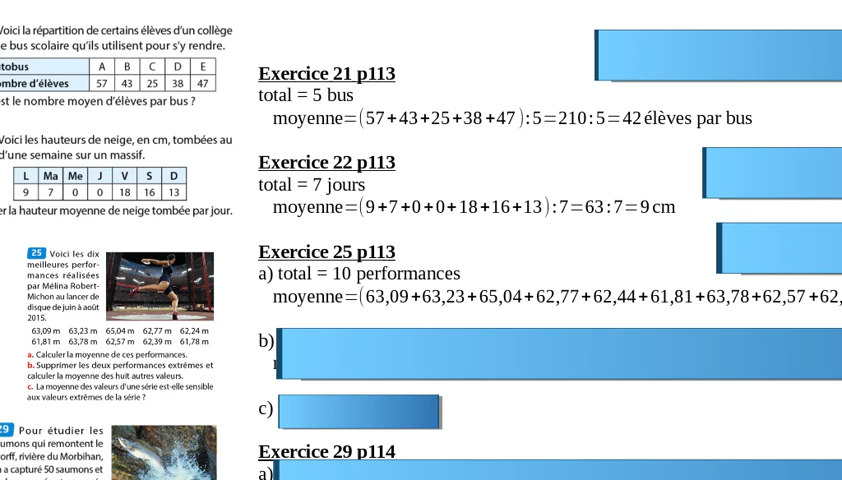 Voici la répartition de certains élèves d'un collège
e bus scolaire qu'ils utilisent pour s'y rendre.
utobus A B C D E
ombre d'élèves 57 43 25 38 47
est le nombre moyen d'élèves par bus ?
Voici les hauteurs de neige, en cm, tombées au
d'une semaine sur un massif.
L Ma Me J V S D
9 7 0 0 18 16 13
er la hauteur moyenne de neige tombée par jour.
25 Voici les dix
meilleures perfor-
mances réalisées
par Mélina Robert-
Michon au lancer de
disque de juin à août
2015.
63,09 m 63,23 m 65,04 m 62,77 m 62,24 m
61,81 m 63,78 m 62,57 m 62,39 m 61,78 m
a. Calculer la moyenne de ces performances.
b. Supprimer les deux performances extrêmes et
calculer la moyenne des huit autres valeurs.
c. La moyenne des valeurs d'une série est-elle sensible
aux valeurs extrêmes de la série ?
29 Pour étudier les
umons qui remontent le
orff, rivière du Morbihan,
n a capturé 50 saumons et
Exercice 21 p113
total = 5 bus
moyenne=(57+43+25+38+47):5=210:5=42 élèves par bus
Exercice 22 p113
total = 7 jours
moyenne=(9+7+0+0+18+16+13):7=63:7=9 cm
Exercice 25 p113
a) total = 10 performances
moyenne=(63,09+63,23+65,04+62,77+62,44+61,81+63,78+62,57+62,
b)
c)
Exercice 29 p114
a)